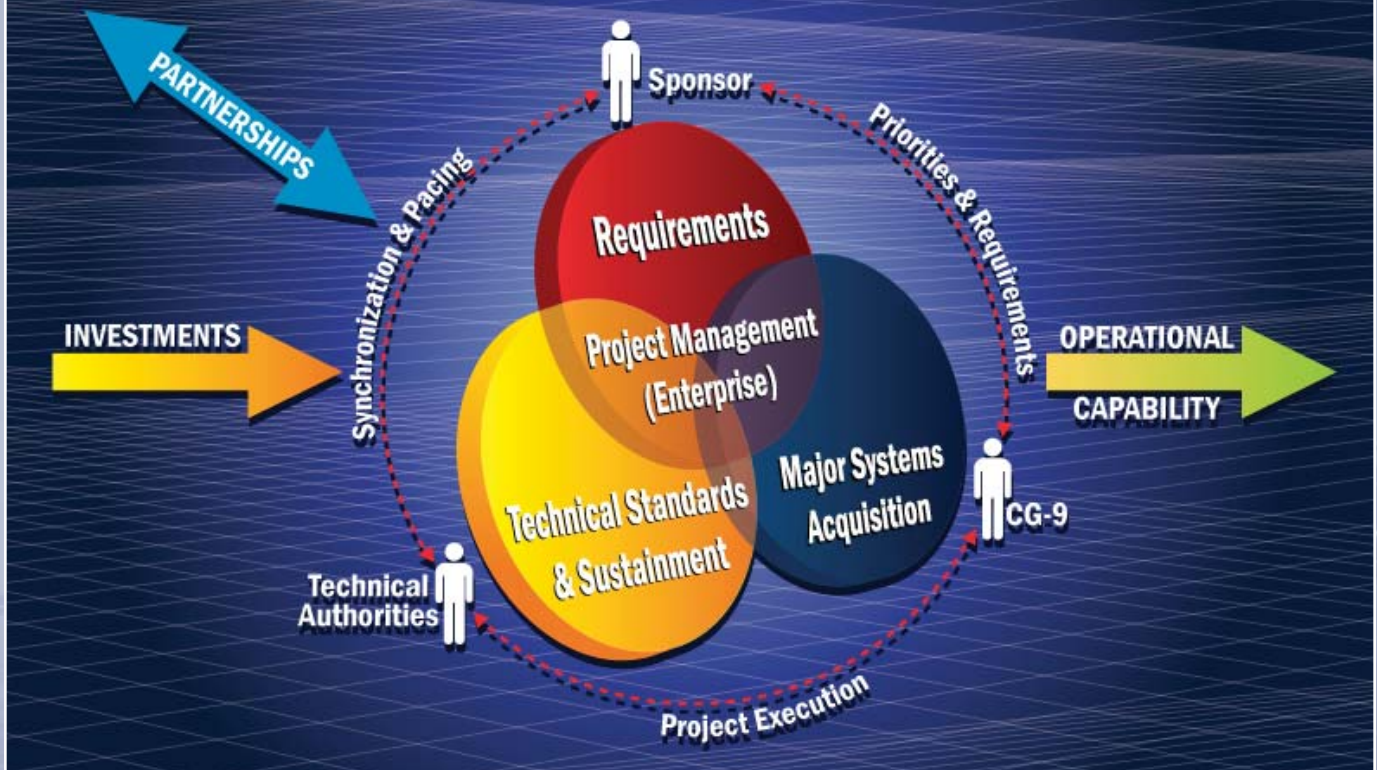 PARTNERSHIPS
Sponsor
Synchronization & Pacing
Priorities & Requirements
Requirements
INVESTMENTS
Project Management
(Enterprise)
OPERATIONAL
CAPABILITY
Technical Standards
& Sustainment
Major Systems
Acquisition
CG-9
Technical
Authorities
Project Execution